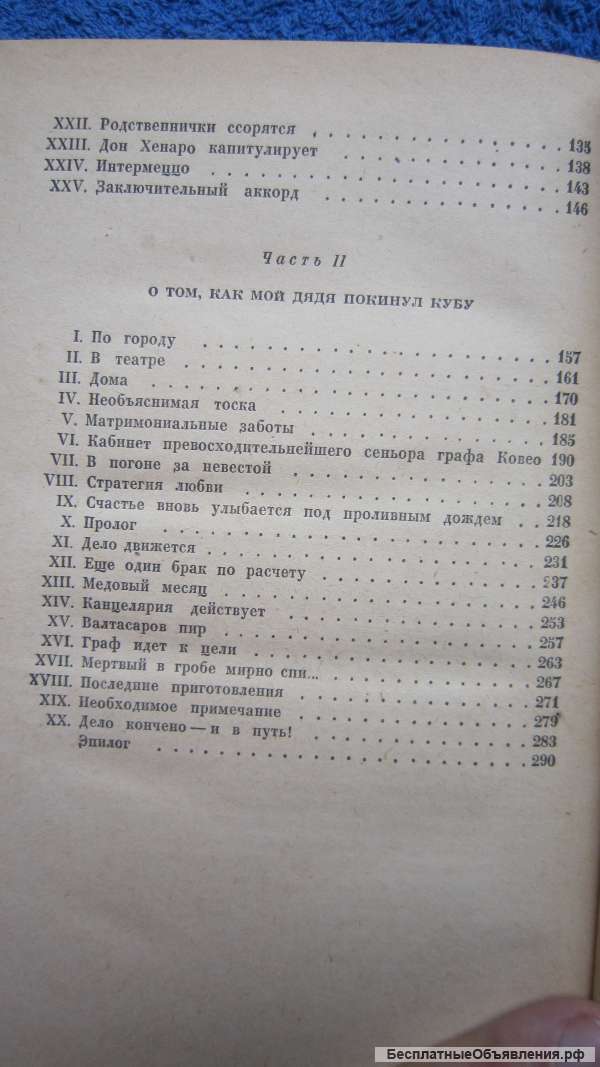 XXII. Родственнички ссорятся . . . . . . . . . . . . . 135
XXIII. Дон Хенаро капитулирует . . . . . . . . . . . 138
XXIV. Интермеццо . . . . . . . . . . . . . . . . . 143
XXV. Заключительный аккорд . . . . . . . . . . . . 146
Часть II
О ТОМ, КАК МОЙ ДЯДЯ ПОКИНУЛ КУБУ
I. По городу . . . . . . . . . . . . . . . . . 157
II. В театре . . . . . . . . . . . . . . . . . 161
III. Дома . . . . . . . . . . . . . . . . . . . 170
IV. Необъяснимая тоска . . . . . . . . . . . . . 181
V. Матримониальные заботы . . . . . . . . . . . 185
VI. Кабинет превосходительнейшего сеньора графа Ковео 190
VII. В погоне за невестой . . . . . . . . . . . . 203
VIII. Стратегия любви . . . . . . . . . . . . . . 208
IX. Счастье вновь улыбается под проливным дождем . . 218
X. Пролог . . . . . . . . . . . . . . . . . . 226
XI. Дело движется . . . . . . . . . . . . . . . 231
XII. Еще один брак по расчету . . . . . . . . . . 237
XIII. Медовый месяц . . . . . . . . . . . . . . . 246
XIV. Канцелярия действует . . . . . . . . . . . . 253
XV. Валтасаров пир . . . . . . . . . . . . . . . 257
XVI. Граф идет к цели . . . . . . . . . . . . . . 263
XVII. Мертвый в гробе мирно спи... . . . . . . . . . 267
XVIII. Последние приготовления . . . . . . . . . . . 271
XIX. Необходимое примечание . . . . . . . . . . . 279
XX. Дело кончено — и в путь! . . . . . . . . . . 283
Эпилог . . . . . . . . . . . . . . . . . . 290
БесплатныеОбъявления.рф